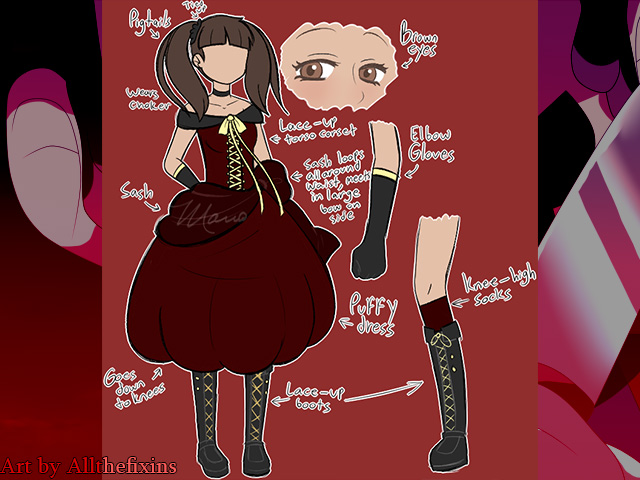 Pigtails
Ties
Brown
eyes
Wears
choker
Lace-up
torso corset
Elbow
Gloves
Sash loops
all around
waist, meets
in large
bow on
side
Sash
Knee-high
socks
Puffy
dress
Goes
down
to knees
Lace-up
boots
Art by Allthefixins